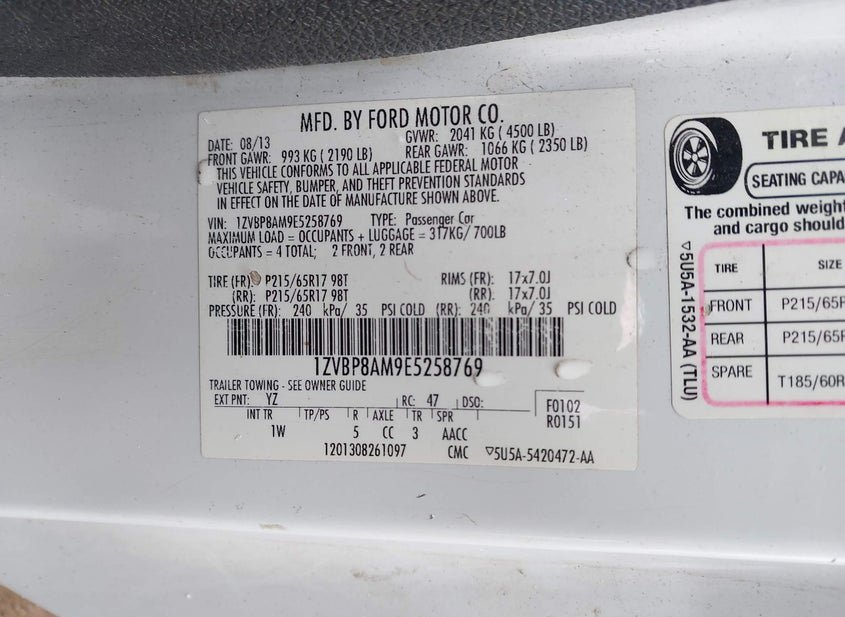 MFD. BY FORD MOTOR CO.
DATE: 08/13
GVWR: 2041 KG ( 4500 LB)
FRONT GAWR: 993 KG ( 2190 LB)
REAR GAWR: 1066 KG ( 2350 LB)
THIS VEHICLE CONFORMS TO ALL APPLICABLE FEDERAL MOTOR
VEHICLE SAFETY, BUMPER, AND THEFT PREVENTION STANDARDS
IN EFFECT ON THE DATE OF MANUFACTURE SHOWN ABOVE.
VIN: 1ZVBP8AM9E5258769 TYPE: Passenger Car
MAXIMUM LOAD = OCCUPANTS + LUGGAGE = 317KG/ 700LB
OCCUPANTS = 4 TOTAL; 2 FRONT, 2 REAR
TIRE (FR): P215/65R17 98T RIMS (FR): 17x7.0J
(RR): P215/65R17 98T (RR): 17x7.0J
PRESSURE (FR): 240 kPa/ 35 PSI COLD (RR): 240 kPa/ 35 PSI COLD
1ZVBP8AM9E5258769
TRAILER TOWING - SEE OWNER GUIDE
EXT PNT: YZ RC: 47 DSO:
F0102
R0151
INT TR TP/PS R AXLE TR SPR
1W 5 CC 3 AACC
1201308261097 CMC ▽5U5A-5420472-AA
TIRE A
SEATING CAPA
The combined weight
and cargo should
▽5U5A-1532-AA (TLU)
TIRE SIZE
FRONT P215/65R
REAR P215/65R
SPARE T185/60R